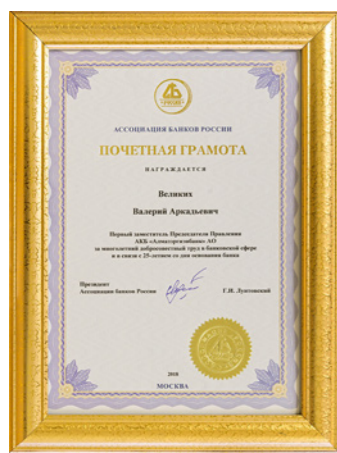 АССОЦИАЦИЯ БАНКОВ РОССИИ
ПОЧЕТНАЯ ГРАМОТА
НАГРАЖДАЕТСЯ
Великих
Валерий Аркадьевич
Первый заместитель Председателя Правления
АКБ «Алмазэргиэнбанк» АО
за многолетний добросовестный труд в банковской сфере
и в связи с 25-летием со дня основания банка
Президент
Ассоциации банков России
Г.И. Лунтовский
2018
МОСКВА